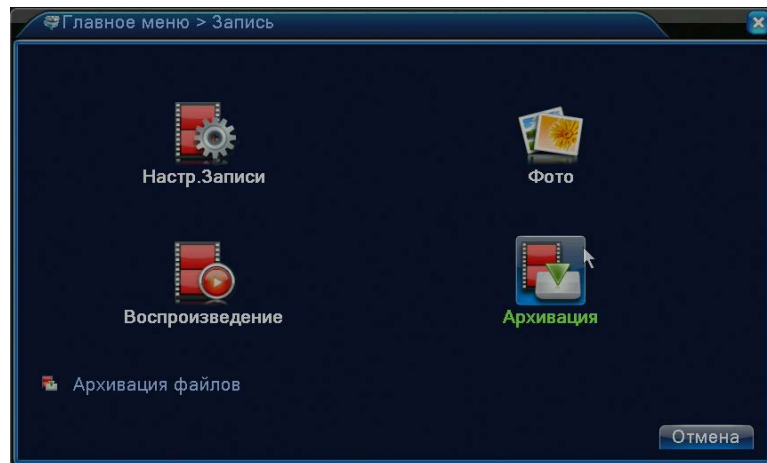 Главное меню > Запись
Настр.Записи
Фото
Воспроизведение
Архивация
Архивация файлов
Отмена